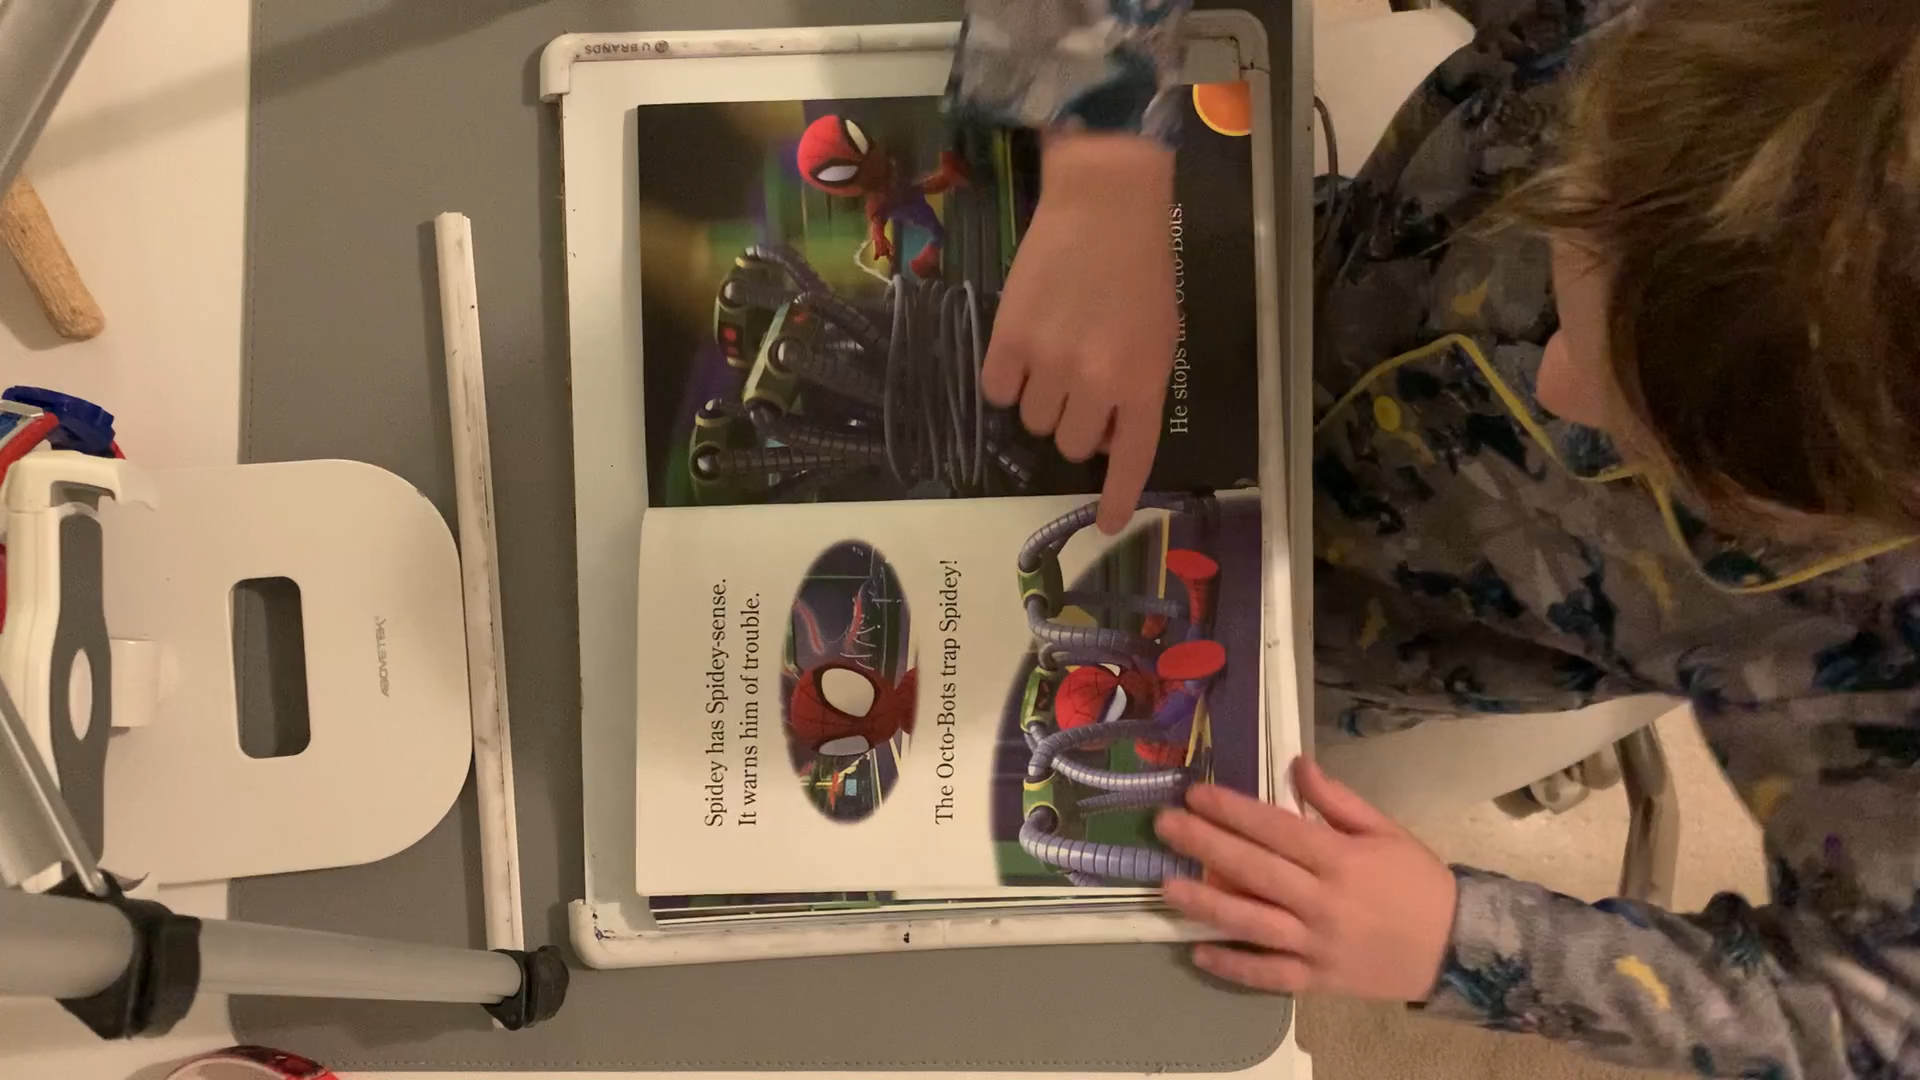 Spidey has Spidey-sense.
It warns him of trouble.
The Octo-Bots trap Spidey!
He stops the Octo-Bots!
U BRANDS
ABOVETEK